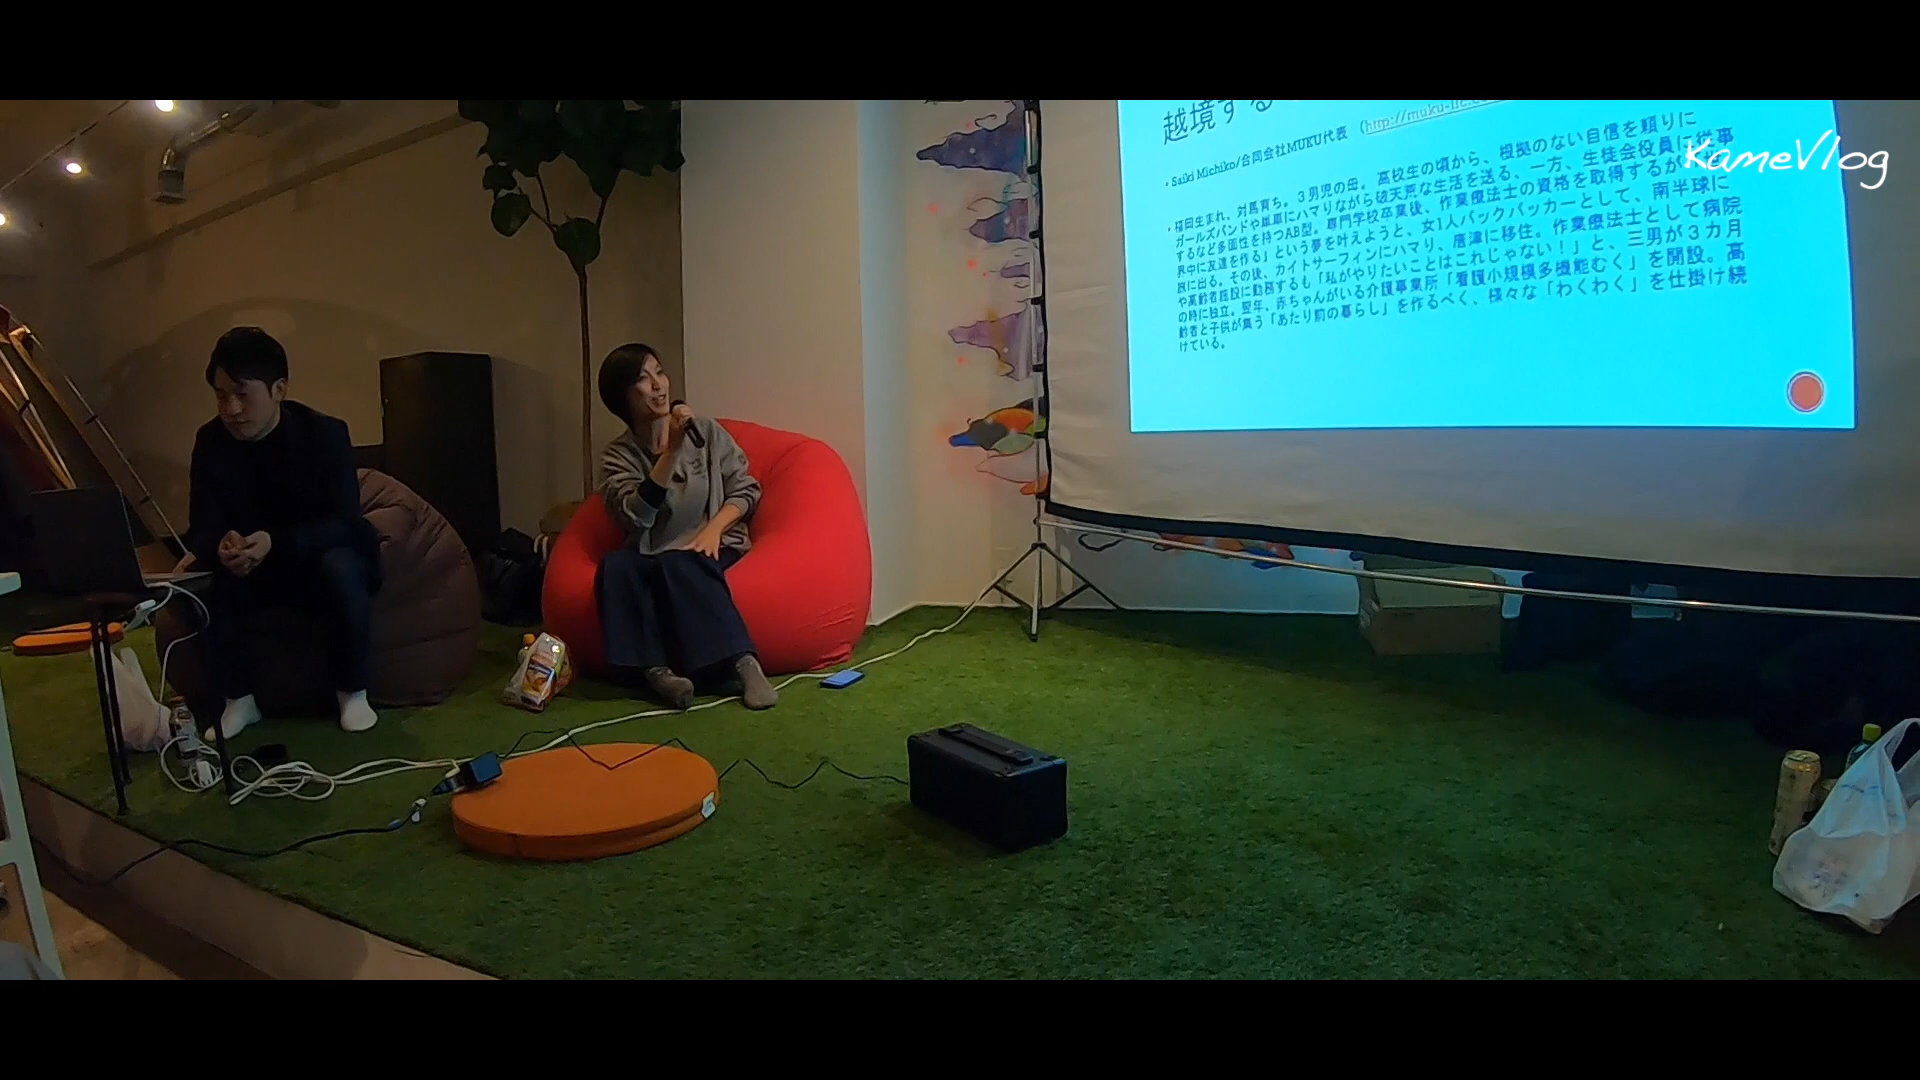 越境する
・Saiki Michiko/合同会社MUKU代表 (http://muku-llc.co
・福岡生まれ、対馬育ち。3男児の母。高校生の頃から、根拠のない自信を頼りに
ガールズバンドや単車にハマりながら破天荒な生活を送る、一方、生徒会役員に従事
するなど多面性を持つAB型。専門学校卒業後、作業療法士の資格を取得するが「世
界中に友達を作る」という夢を叶えようと、女1人バックパッカーとして、南半球に
旅に出る。その後、カイトサーフィンにハマり、唐津に移住。作業療法士として病院
や高齢者施設に勤務するも「私がやりたいことはこれじゃない！」と、三男が3カ月
の時に独立。翌年、赤ちゃんがいる介護事業所「看護小規模多機能むく」を開設。高
齢者と子供が集う「あたり前の暮らし」を作るべく、様々な「わくわく」を仕掛け続
けている。
KameVlog